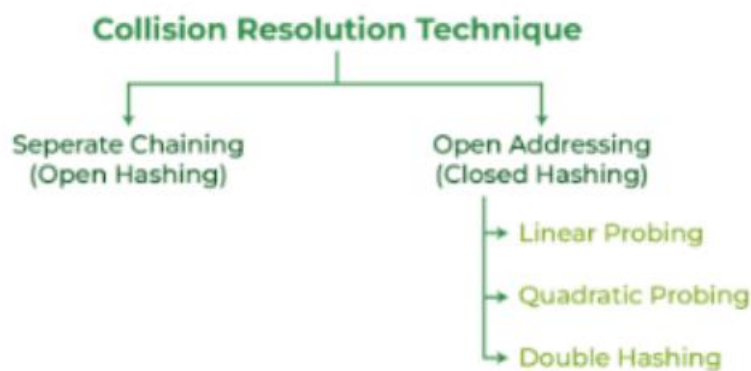 Collision Resolution Technique
Seperate Chaining
(Open Hashing)
Open Addressing
(Closed Hashing)
Linear Probing
Quadratic Probing
Double Hashing